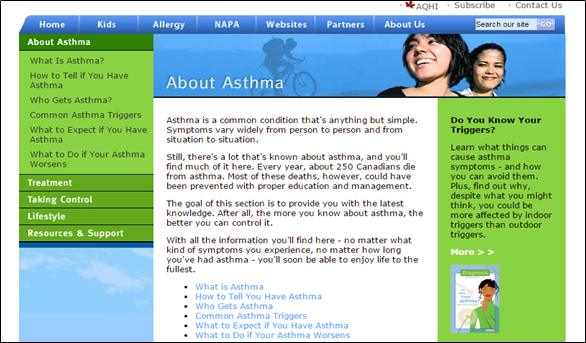 AQHI Subscribe Contact Us
Home Kids Allergy NAPA Websites Partners About Us Search our site GO
About Asthma
What Is Asthma?
How to Tell if You Have
Asthma
Who Gets Asthma?
Common Asthma Triggers
What to Expect if You Have
Asthma
What to Do if Your Asthma
Worsens
Treatment
Taking Control
Lifestyle
Resources & Support
About Asthma
Asthma is a common condition that's anything but simple.
Symptoms vary widely from person to person and from
situation to situation.
Still, there's a lot that's known about asthma, and you'll
find much of it here. Every year, about 250 Canadians die
from asthma. Most of these deaths, however, could have
been prevented with proper education and management.
The goal of this section is to provide you with the latest
knowledge. After all, the more you know about asthma, the
better you can control it.
With all the information you'll find here - no matter what
kind of symptoms you experience, no matter how long
you've had asthma - you'll soon be able to enjoy life to the
fullest.
What is Asthma
How to Tell You Have Asthma
Who Gets Asthma
Common Asthma Triggers
What to Expect if You Have Asthma
What to Do if Your Asthma Worsens
Do You Know Your
Triggers?
Learn what things can
cause asthma
symptoms - and how
you can avoid them.
Plus, find out why,
despite what you might
think, you could be
more affected by indoor
triggers than outdoor
triggers.
More > >
Diagnosis